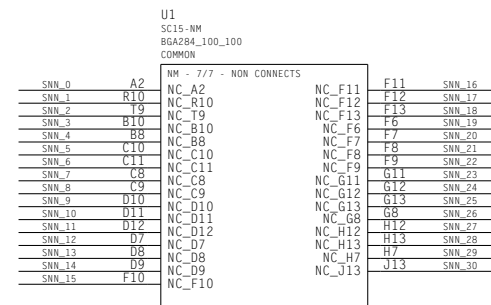 U1
SC15-NM
BGA284_100_100
COMMON
NM - 7/7 - NON CONNECTS
SNN_0 A2 NC_A2 NC_F11 F11 SNN_16
SNN_1 R10 NC_R10 NC_F12 F12 SNN_17
SNN_2 T9 NC_T9 NC_F13 F13 SNN_18
SNN_3 B10 NC_B10 NC_F6 F6 SNN_19
SNN_4 B8 NC_B8 NC_F7 F7 SNN_20
SNN_5 C10 NC_C10 NC_F8 F8 SNN_21
SNN_6 C11 NC_C11 NC_F9 F9 SNN_22
SNN_7 C8 NC_C8 NC_G11 G11 SNN_23
SNN_8 C9 NC_C9 NC_G12 G12 SNN_24
SNN_9 D10 NC_D10 NC_G13 G13 SNN_25
SNN_10 D11 NC_D11 NC_G8 G8 SNN_26
SNN_11 D12 NC_D12 NC_H12 H12 SNN_27
SNN_12 D7 NC_D7 NC_H13 H13 SNN_28
SNN_13 D8 NC_D8 NC_H7 H7 SNN_29
SNN_14 D9 NC_D9 NC_J13 J13 SNN_30
SNN_15 F10 NC_F10